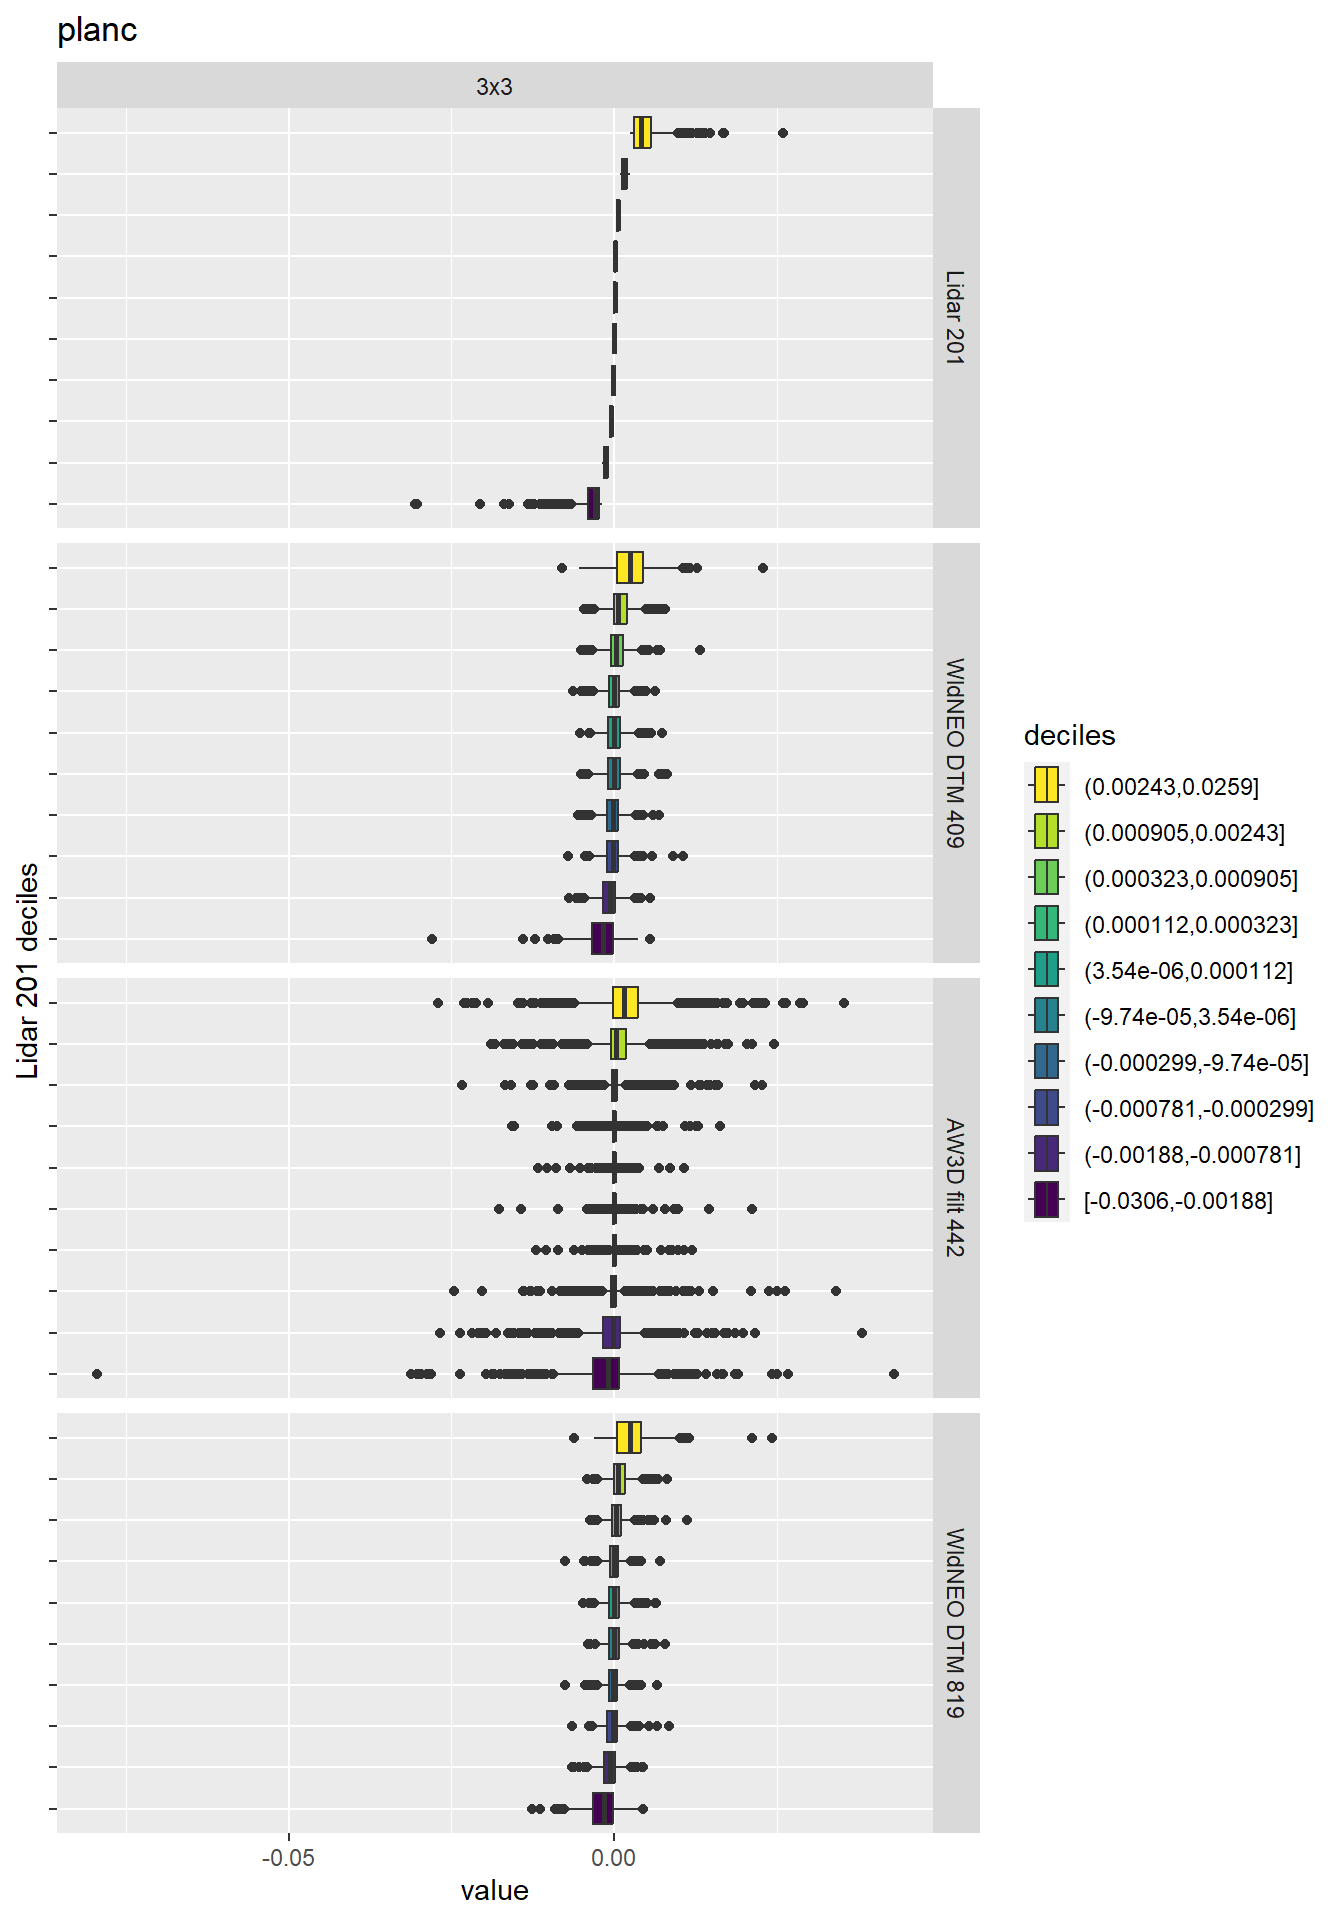 planc
3x3
Lidar 201
WldNEO DTM 409
AW3D filt 442
WldNEO DTM 819
Lidar 201 deciles
-0.05
0.00
value
deciles
(0.00243,0.0259]
(0.000905,0.00243]
(0.000323,0.000905]
(0.000112,0.000323]
(3.54e-06,0.000112]
(-9.74e-05,3.54e-06]
(-0.000299,-9.74e-05]
(-0.000781,-0.000299]
(-0.00188,-0.000781]
[-0.0306,-0.00188]